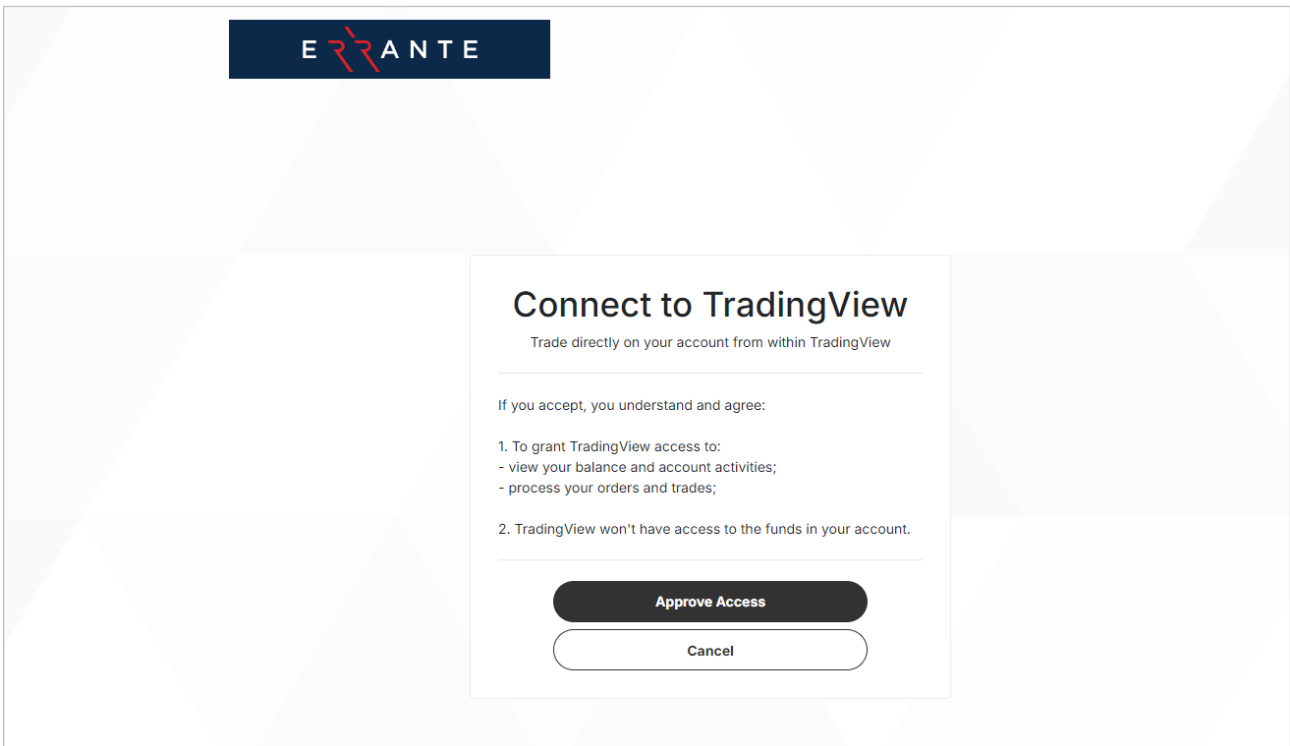 ERRANTE
Connect to TradingView
Trade directly on your account from within TradingView
If you accept, you understand and agree:
1. To grant TradingView access to:
- view your balance and account activities;
- process your orders and trades;
2. TradingView won't have access to the funds in your account.
Approve Access
Cancel